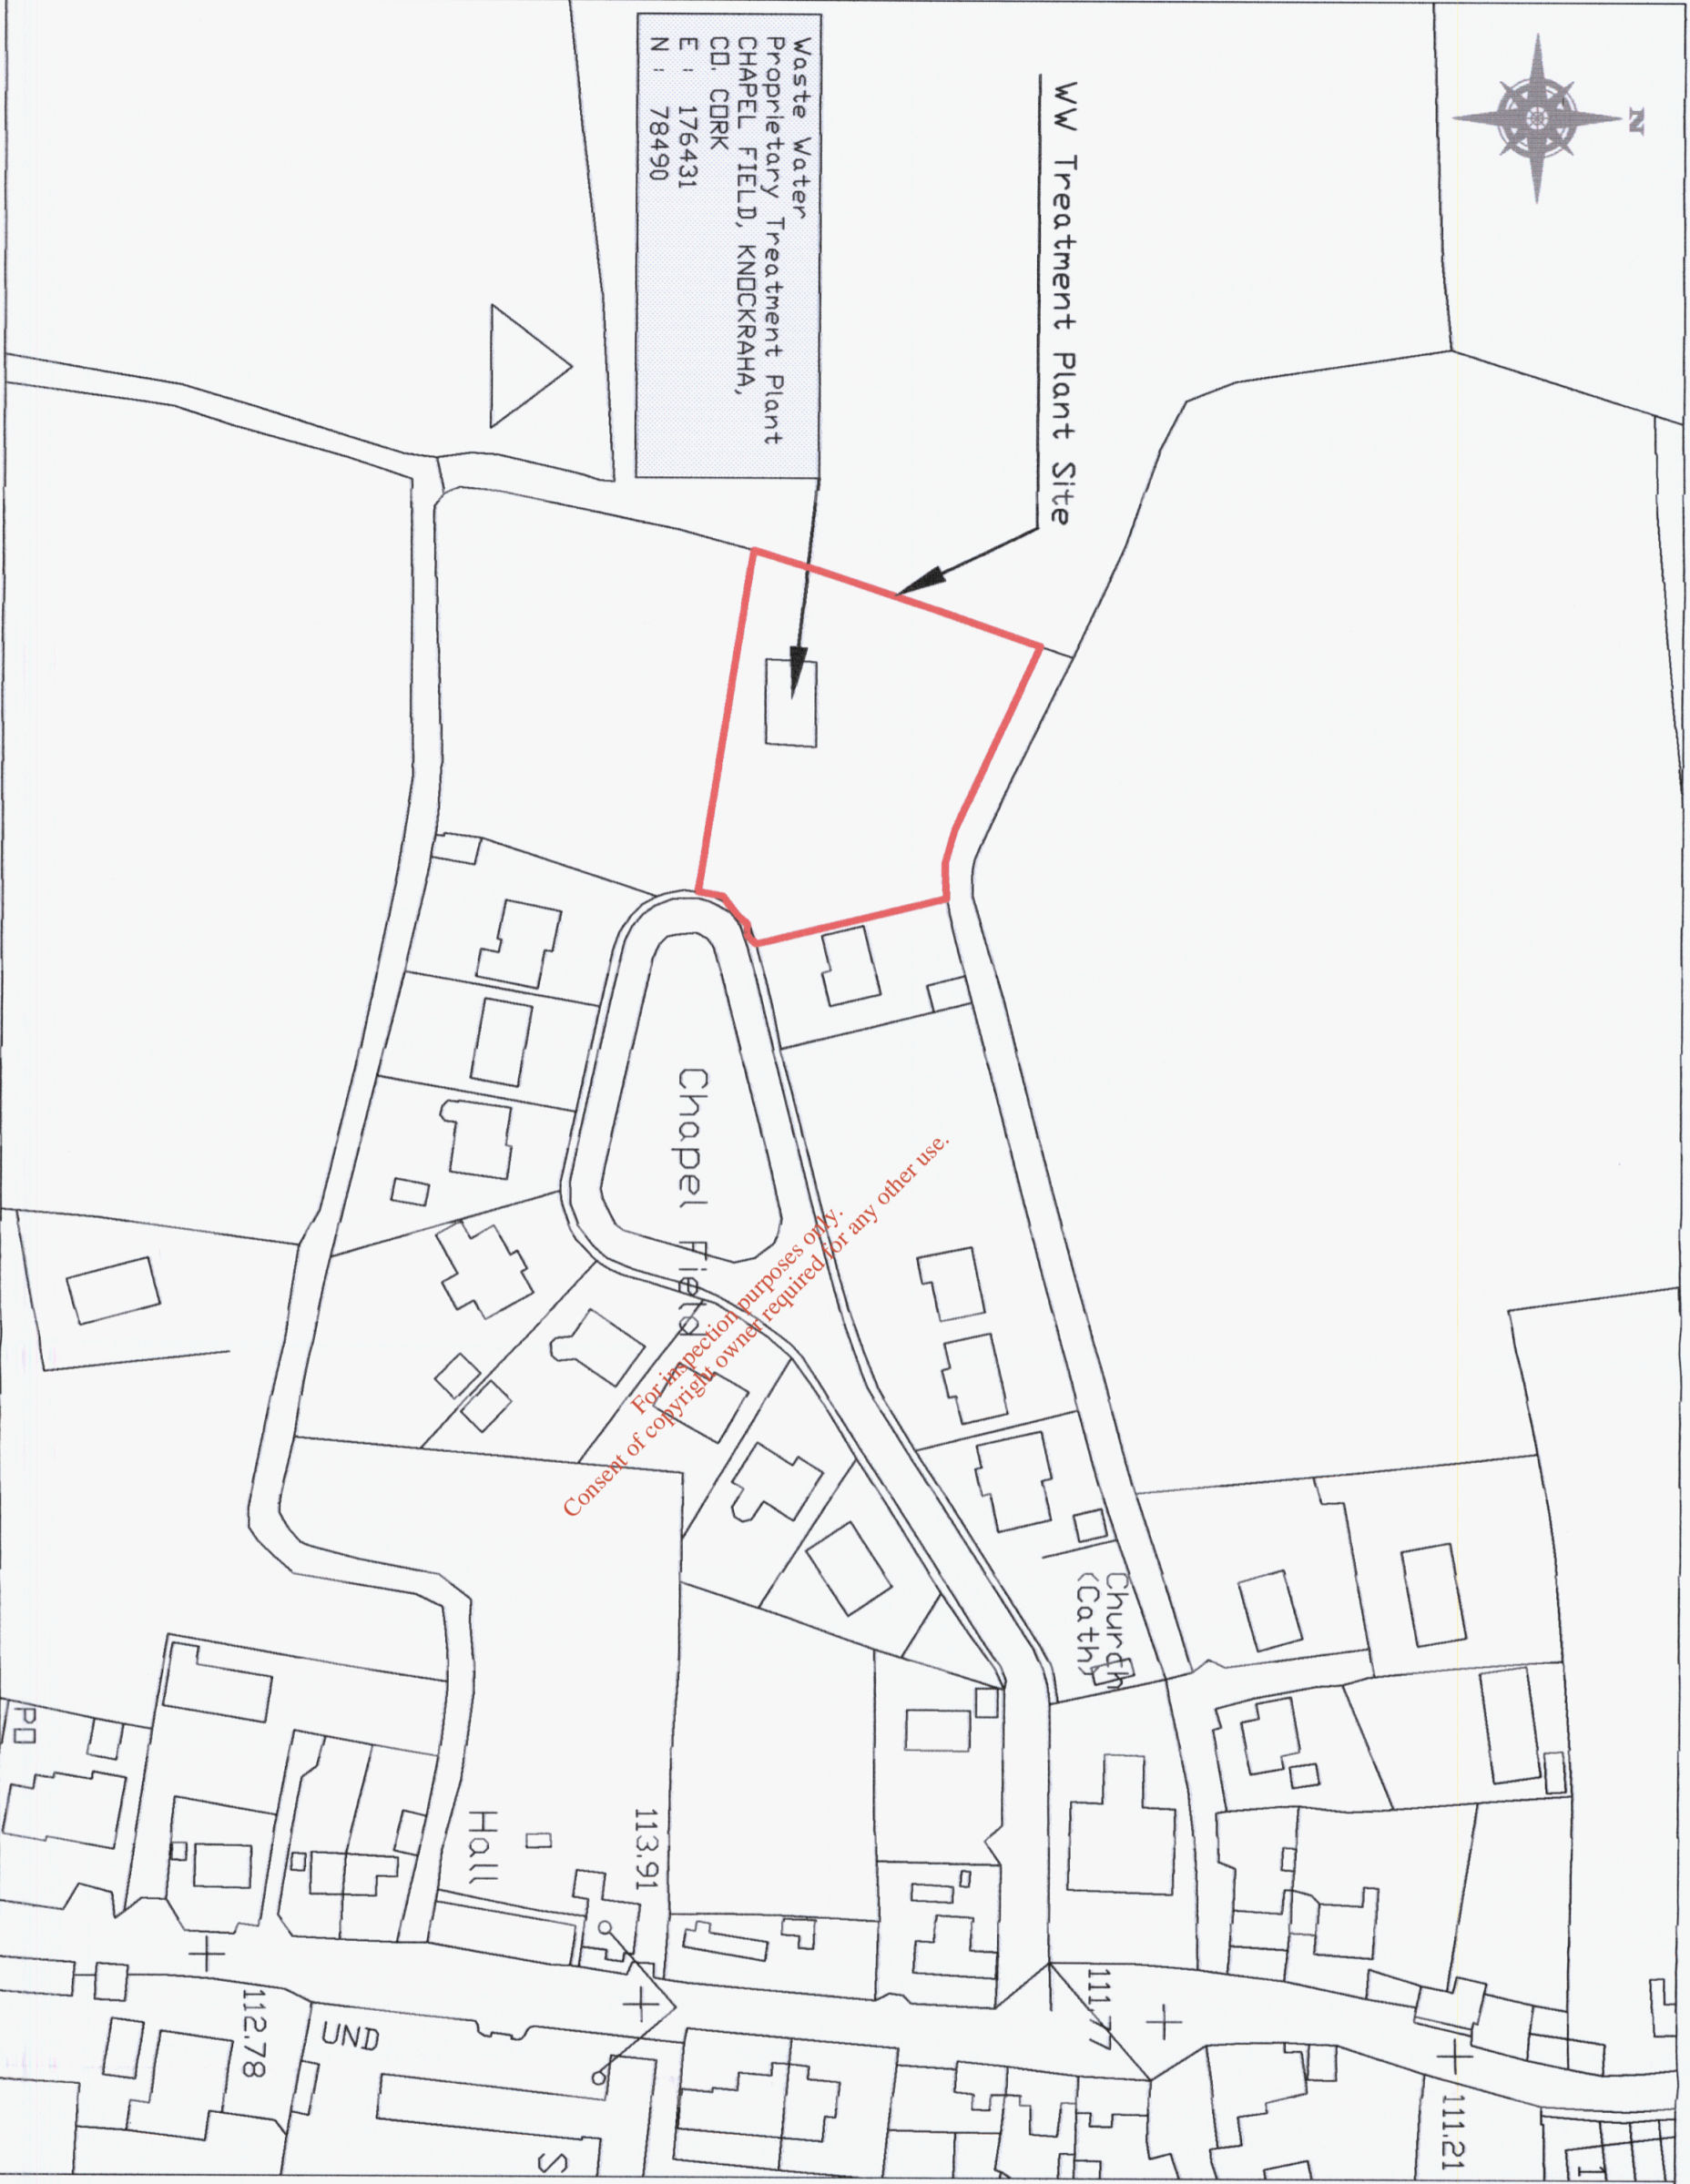 N
WW Treatment Plant Site
Waste Water
Proprietary Treatment Plant
CHAPEL FIELD, KNOCKRAHA,
CO. CORK
E : 176431
N : 78490
Chapel Field
For inspection purposes only.
Consent of copyright owner required for any other use.
Church
(Cath)
PO
Hall
113.91
111.77
112.78
UND
S
111.21